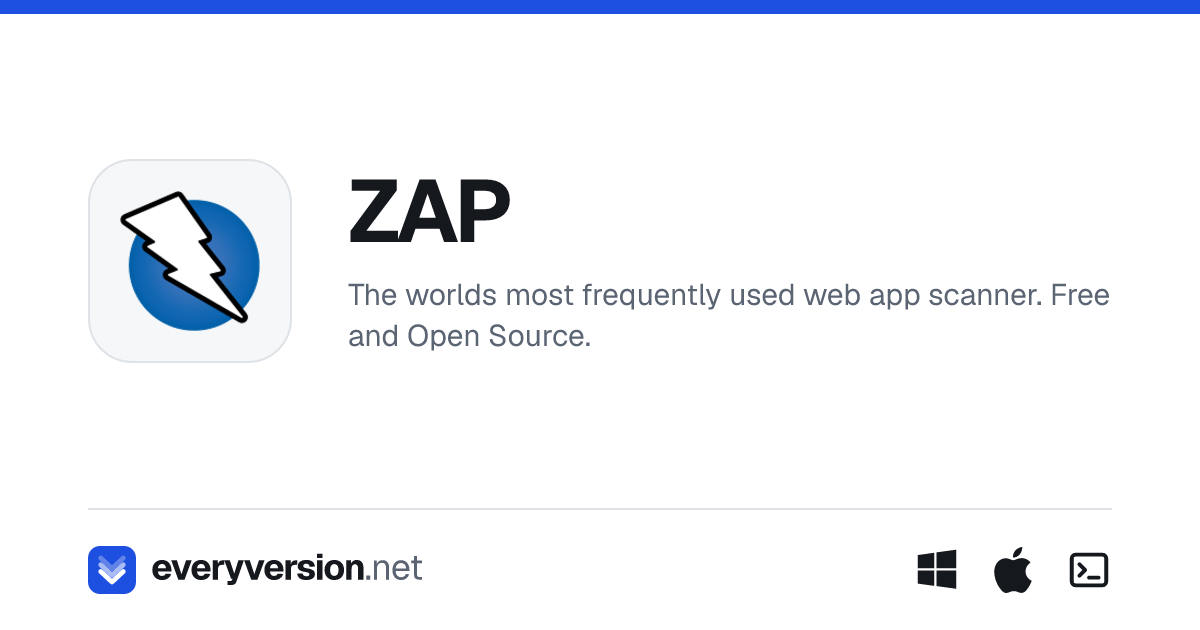 ZAP
The worlds most frequently used web app scanner. Free
and Open Source.
everyversion.net